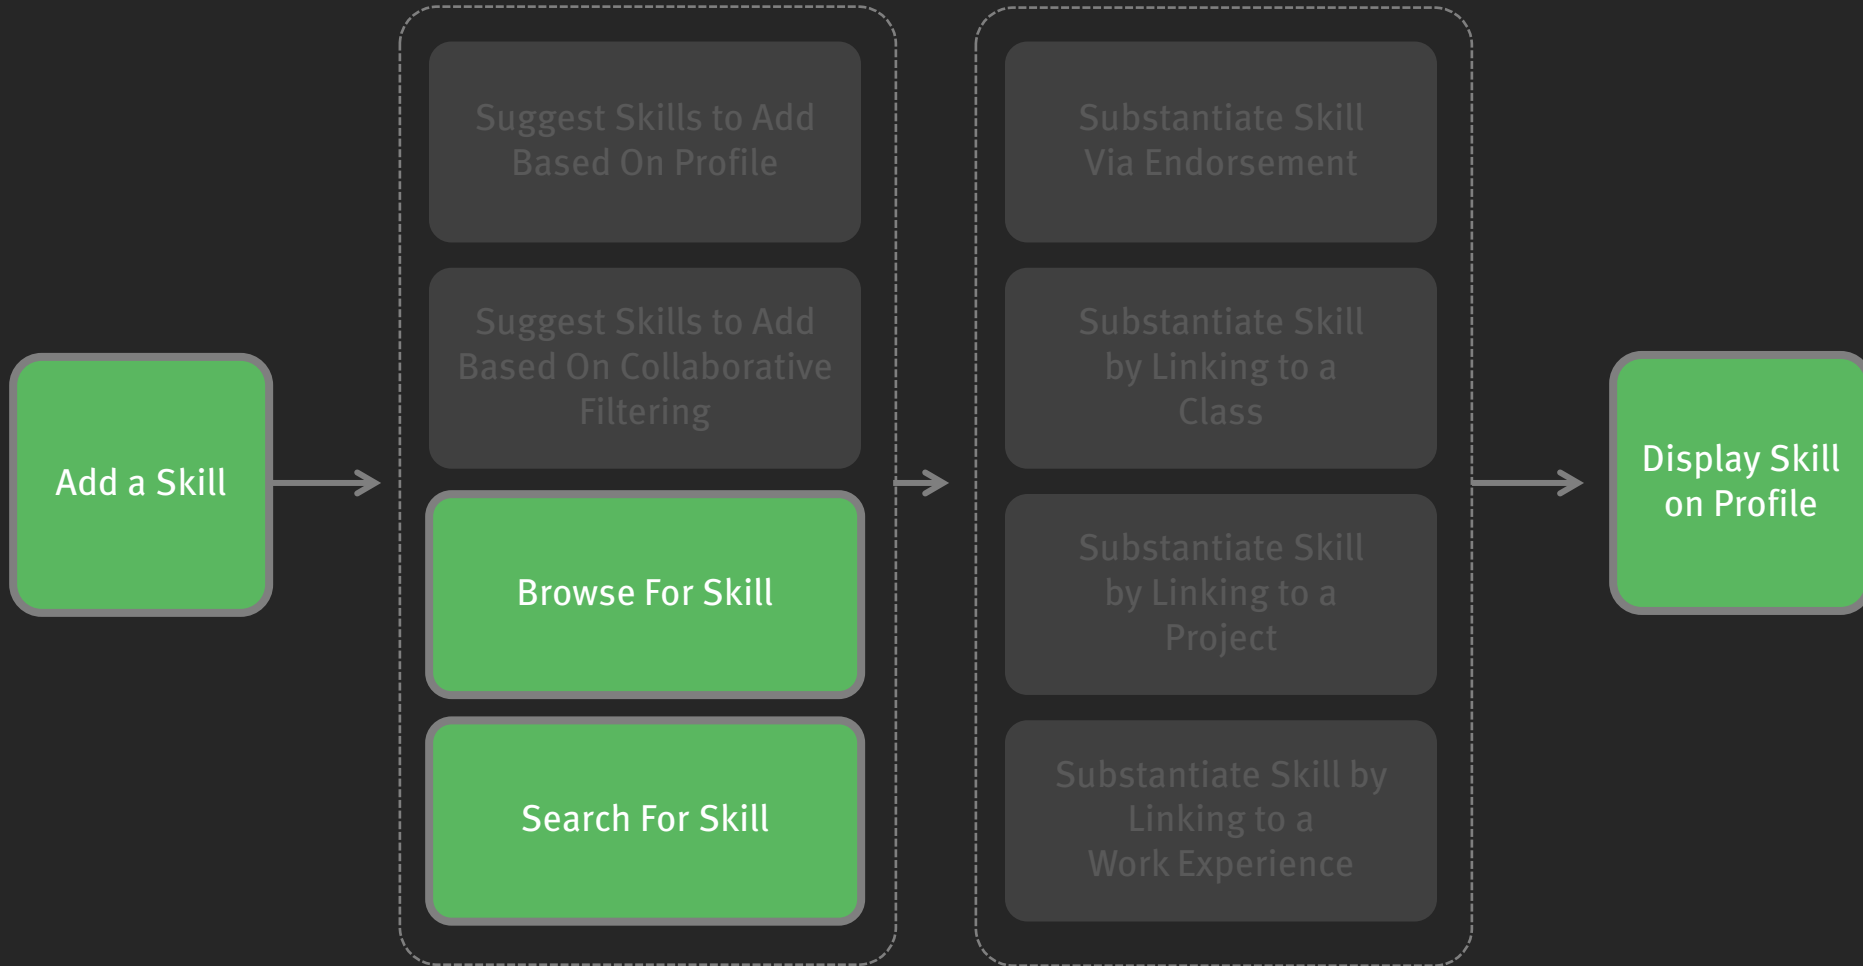 Add a Skill
Suggest Skills to Add
Based On Profile
Suggest Skills to Add
Based On Collaborative
Filtering
Browse For Skill
Search For Skill
Substantiate Skill
Via Endorsement
Substantiate Skill
by Linking to a
Class
Substantiate Skill
by Linking to a
Project
Substantiate Skill by
Linking to a
Work Experience
Display Skill
on Profile